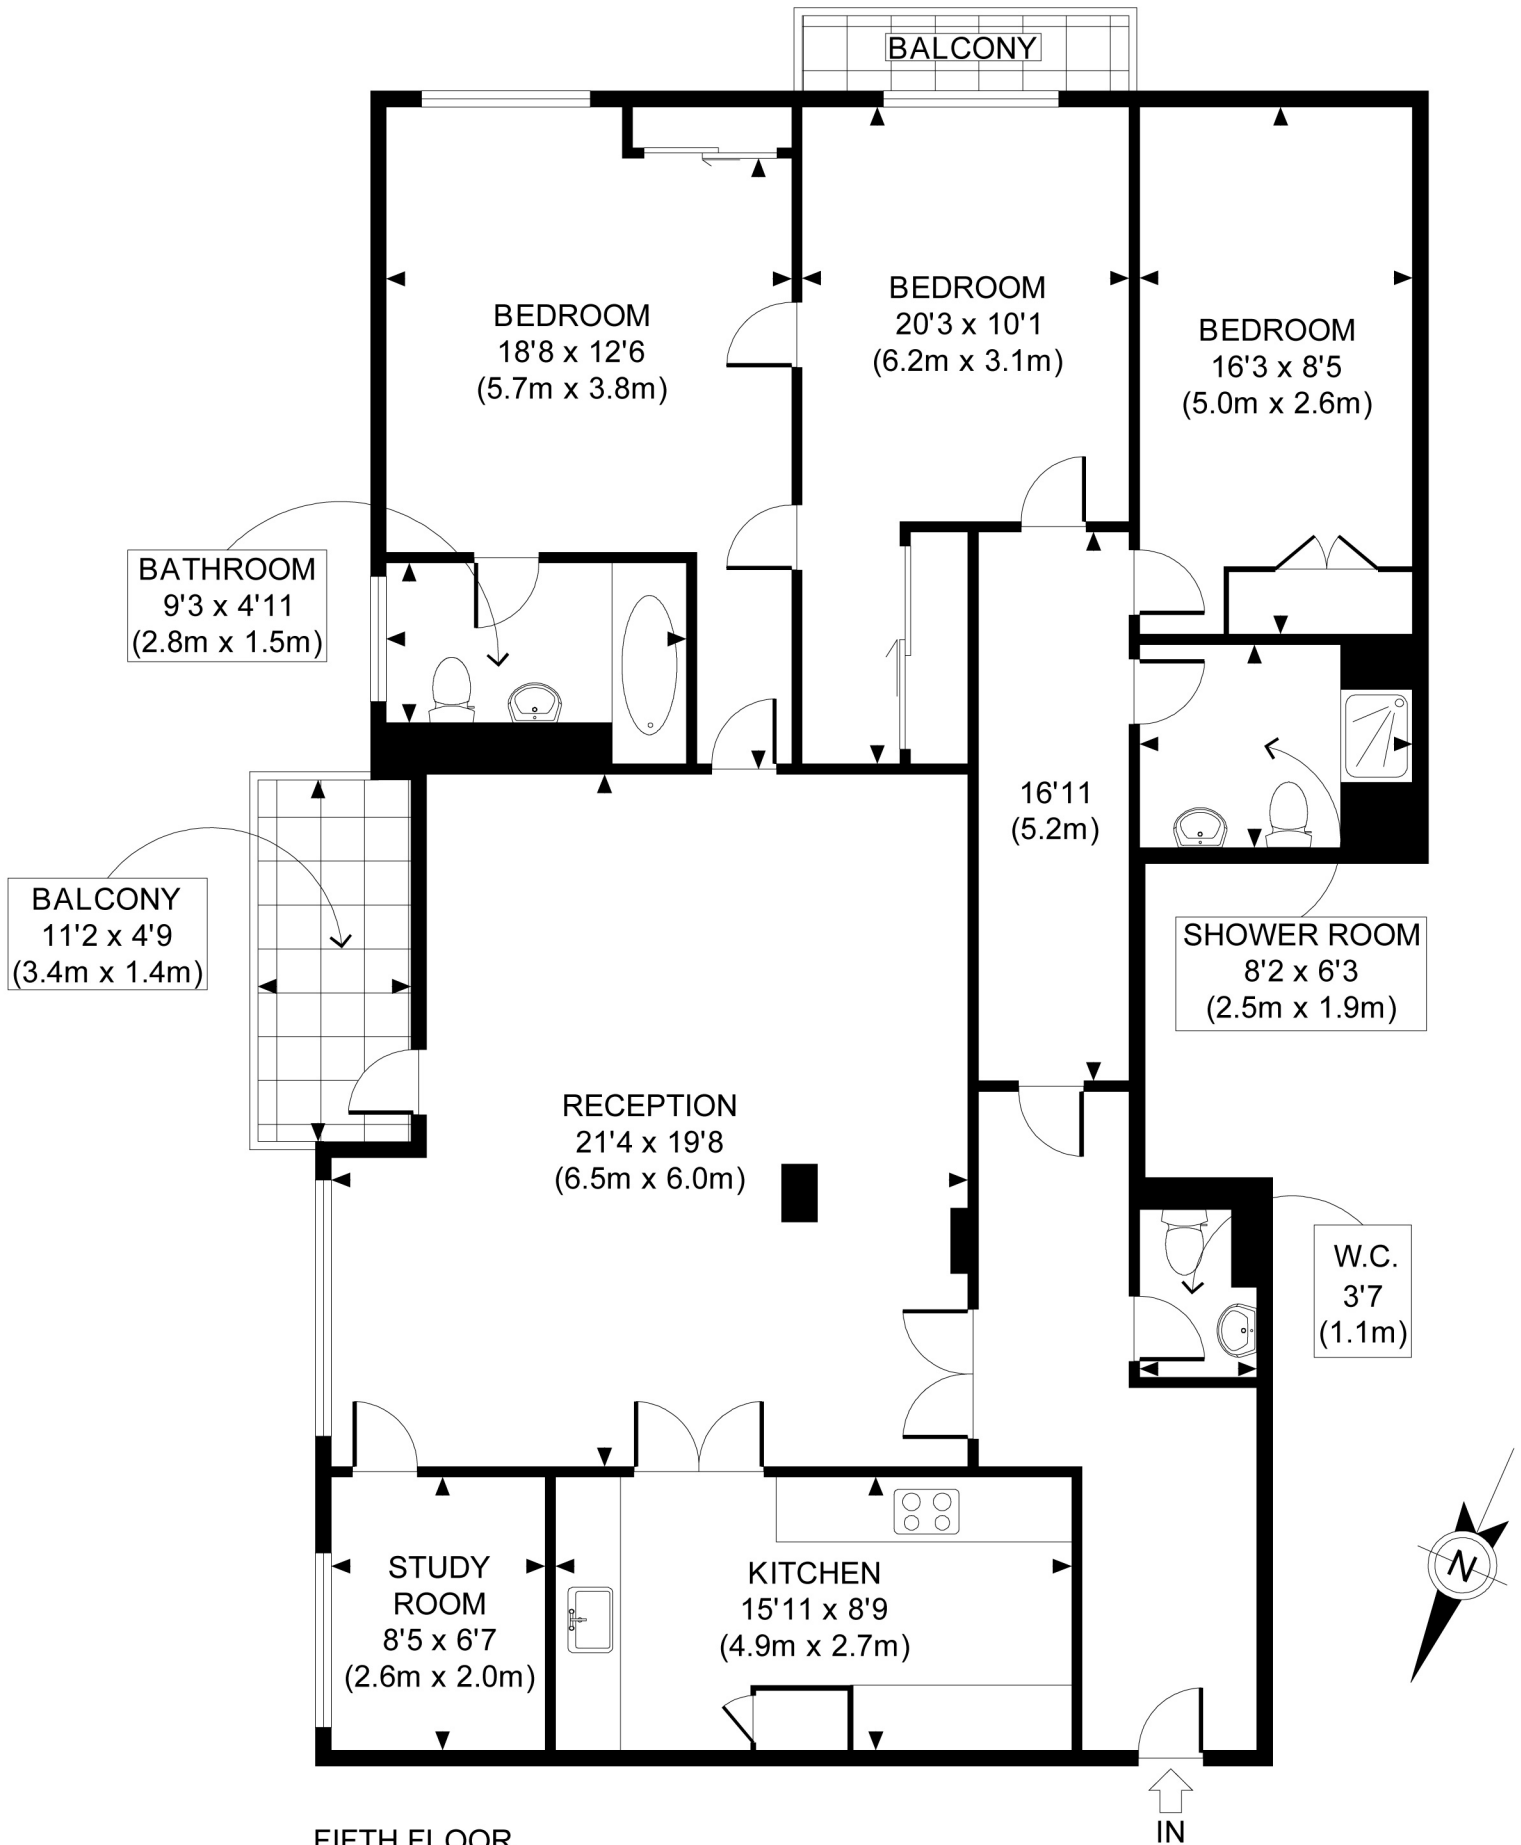 BALCONY
BEDROOM
18'8 x 12'6
(5.7m x 3.8m)
BEDROOM
20'3 x 10'1
(6.2m x 3.1m)
BEDROOM
16'3 x 8'5
(5.0m x 2.6m)
BATHROOM
9'3 x 4'11
(2.8m x 1.5m)
16'11
(5.2m)
BALCONY
11'2 x 4'9
(3.4m x 1.4m)
SHOWER ROOM
8'2 x 6'3
(2.5m x 1.9m)
RECEPTION
21'4 x 19'8
(6.5m x 6.0m)
W.C.
3'7
(1.1m)
STUDY
ROOM
8'5 x 6'7
(2.6m x 2.0m)
KITCHEN
15'11 x 8'9
(4.9m x 2.7m)
N
IN
FIFTH FLOOR